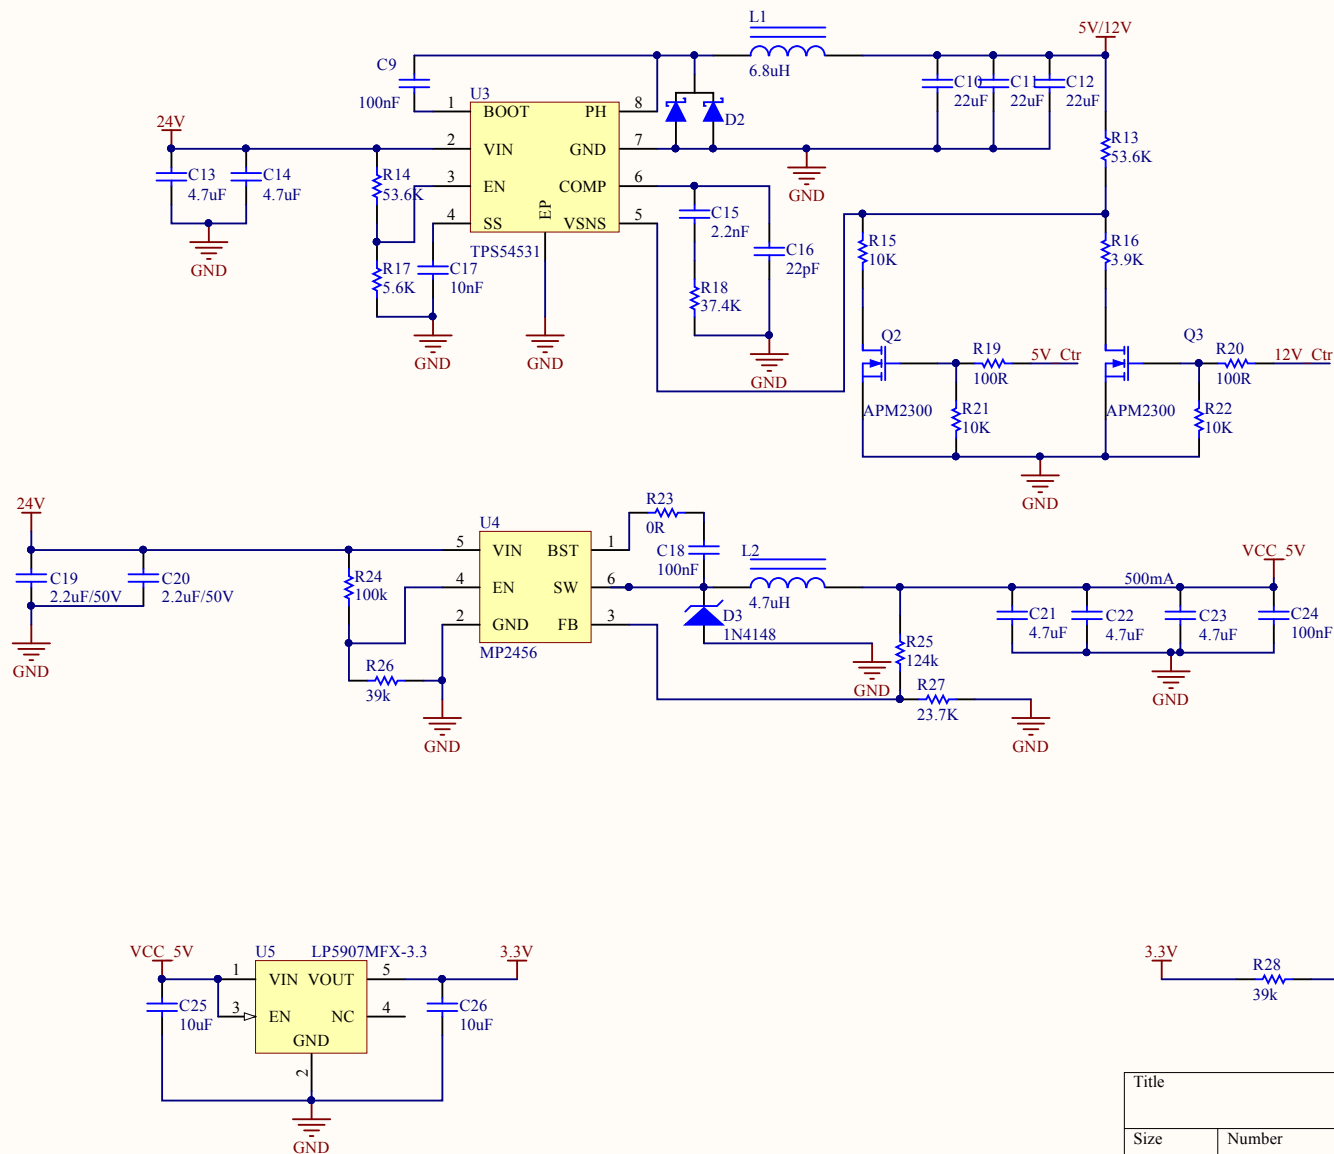 L1
6.8uH
5V/12V
C9
100nF
U3
1 BOOT
PH 8
2 VIN
GND 7
3 EN
COMP 6
4 SS
VSNS 5
EP
TPS54531
D2
C10
22uF
C11
22uF
C12
22uF
R13
53.6K
24V
C13
4.7uF
C14
4.7uF
GND
R14
53.6K
R17
5.6K
C17
10nF
GND
GND
GND
C15
2.2nF
C16
22pF
R18
37.4K
GND
R15
10K
R16
3.9K
Q2
APM2300
R19
100R
5V_Ctr
R21
10K
Q3
APM2300
R20
100R
12V_Ctr
R22
10K
GND
24V
C19
2.2uF/50V
C20
2.2uF/50V
GND
R24
100k
R26
39k
GND
U4
5 VIN
BST 1
4 EN
SW 6
2 GND
FB 3
MP2456
R23
0R
C18
100nF
L2
4.7uH
D3
1N4148
GND
R25
124k
R27
23.7K
GND
500mA
VCC_5V
C21
4.7uF
C22
4.7uF
C23
4.7uF
C24
100nF
GND
VCC_5V
C25
10uF
U5
LP5907MFX-3.3
1 VIN
VOUT 5
3 EN
NC 4
GND
2
3.3V
C26
10uF
GND
3.3V
R28
39k
Title
Size
Number